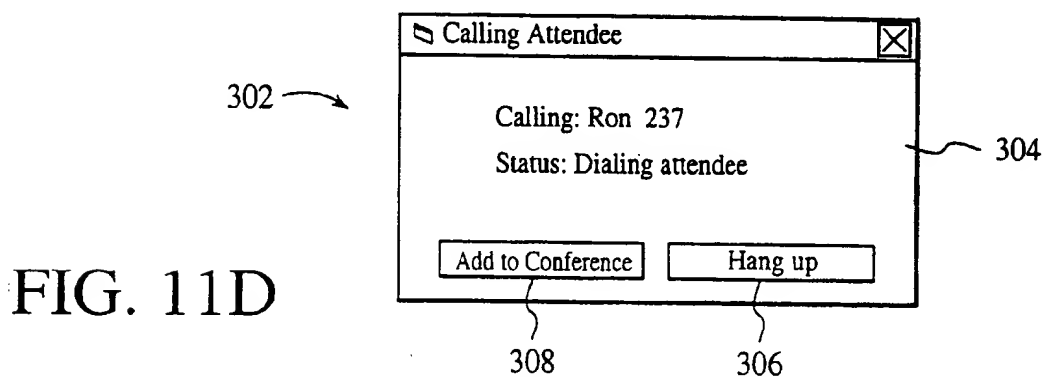 Calling Attendee
302
Calling: Ron 237
304
Status: Dialing attendee
Add to Conference
Hang up
FIG. 11D
308
306